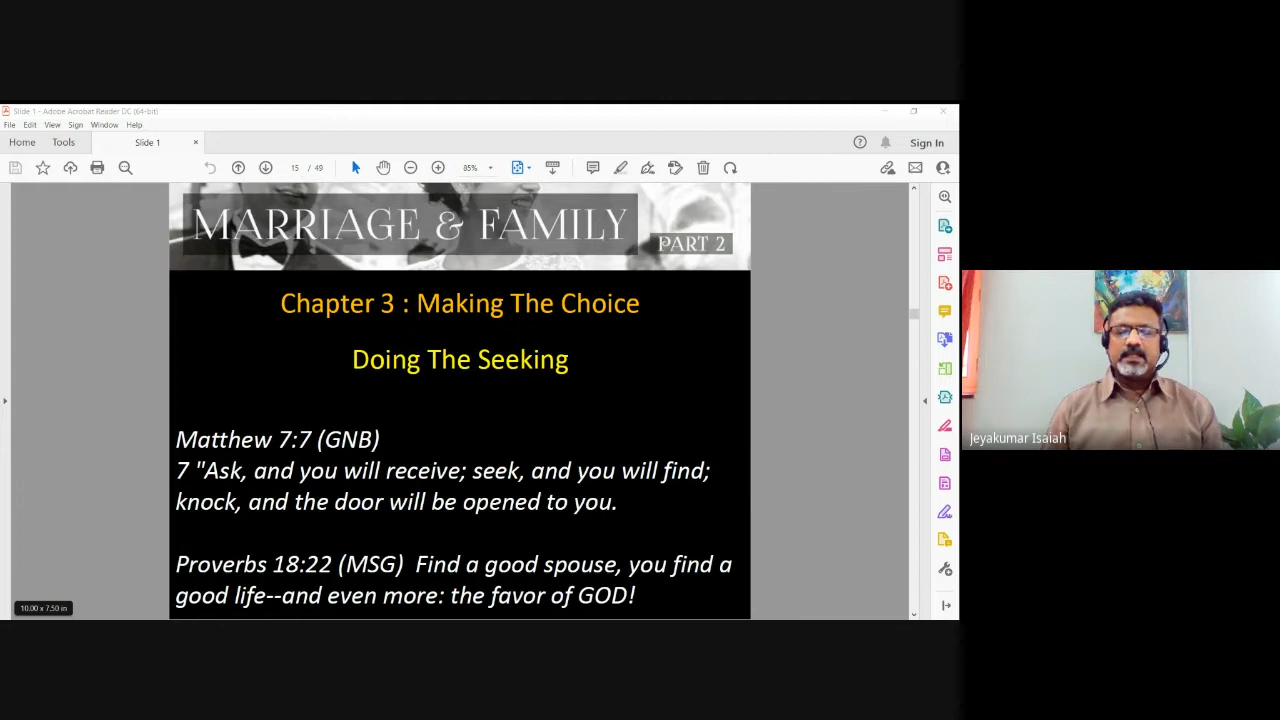 Slide 1 - Adobe Acrobat Reader DC (64-bit)
File Edit View Sign Window Help
Home Tools Slide 1 × Sign In
15 / 49 85%
MARRIAGE & FAMILY
PART 2
Chapter 3 : Making The Choice
Doing The Seeking
Matthew 7:7 (GNB)
7 "Ask, and you will receive; seek, and you will find;
knock, and the door will be opened to you.
Proverbs 18:22 (MSG) Find a good spouse, you find a
good life--and even more: the favor of GOD!
10.00 x 7.50 in
Jeyakumar Isaiah